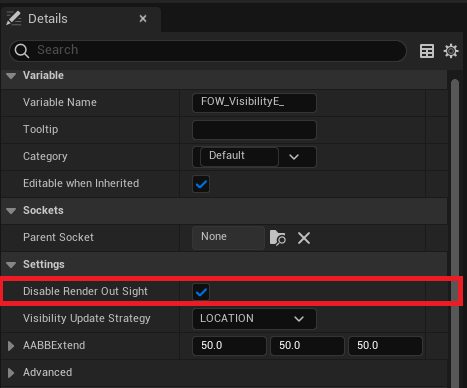 Details
Search
Variable
Variable Name FOW_VisibilityE_
Tooltip
Category Default
Editable when Inherited
Sockets
Parent Socket None
Settings
Disable Render Out Sight
Visibility Update Strategy LOCATION
AABBExtend 50.0 50.0 50.0
Advanced